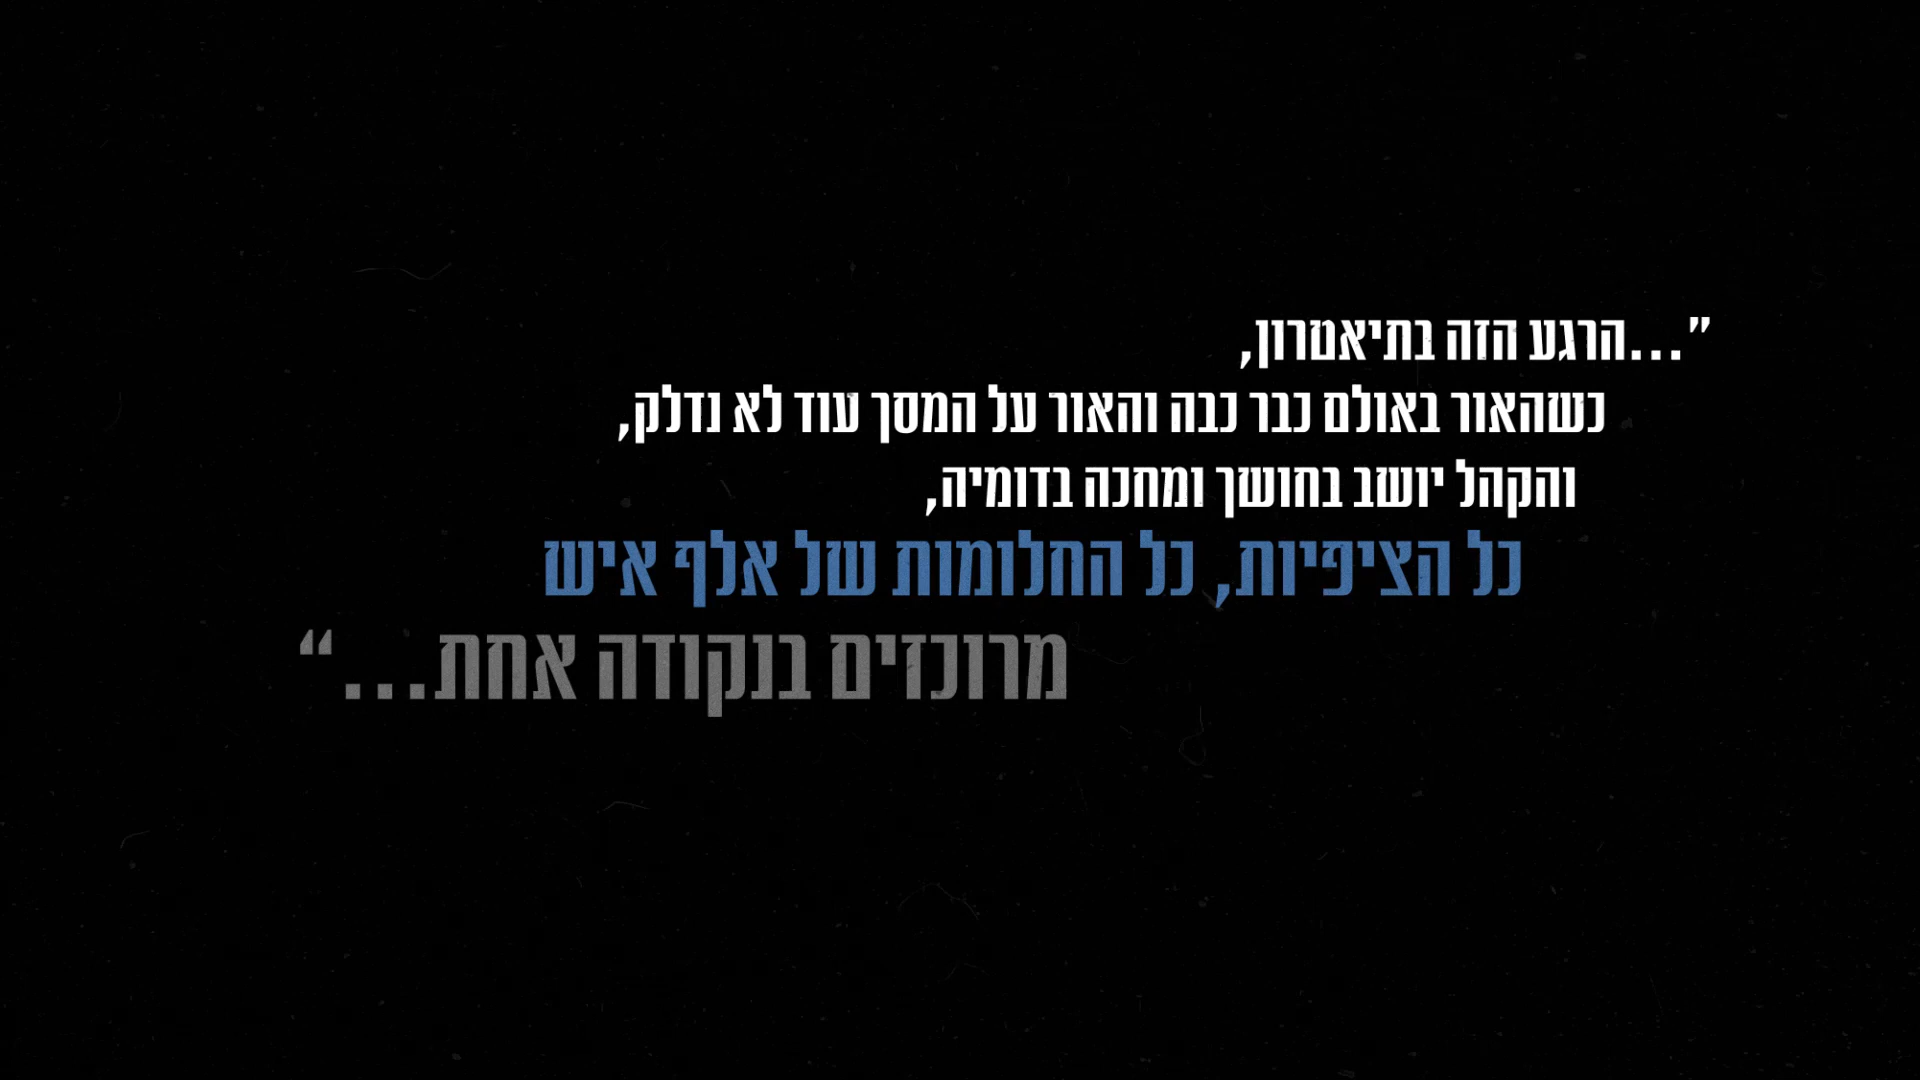 ”...הרגע הזה בתיאטרון,
כשהאור באולם כבר כבה והאור על המסך עוד לא נדלק,
והקהל יושב בחושך ומחכה בדומיה,
כל הציפיות, כל החלומות של אלף איש
מרוכזים בנקודה אחת...“